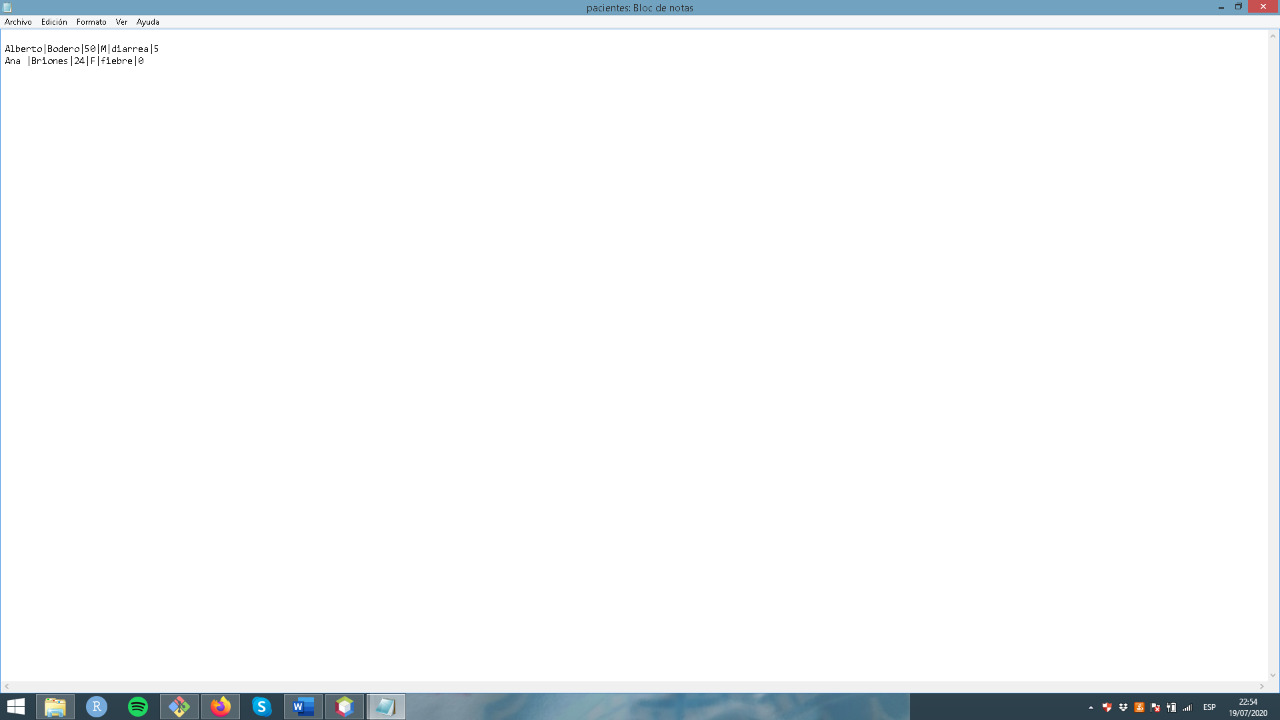 pacientes: Bloc de notas
Archivo Edición Formato Ver Ayuda
Alberto|Bodero|50|M|diarrea|5
Ana |Briones|24|F|fiebre|0
ESP
22:54
19/07/2020